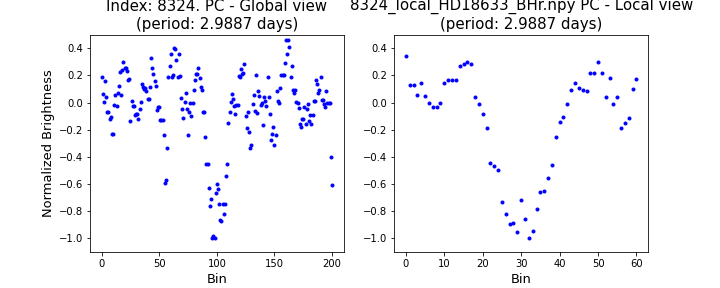 Index: 8324. PC - Global view
(period: 2.9887 days)
8324_local_HD18633_BHr.npy PC - Local view
(period: 2.9887 days)
Normalized Brightness
0.4
0.2
0.0
−0.2
−0.4
−0.6
−0.8
−1.0
0 50 100 150 200
Bin
0.4
0.2
0.0
−0.2
−0.4
−0.6
−0.8
−1.0
0 10 20 30 40 50 60
Bin